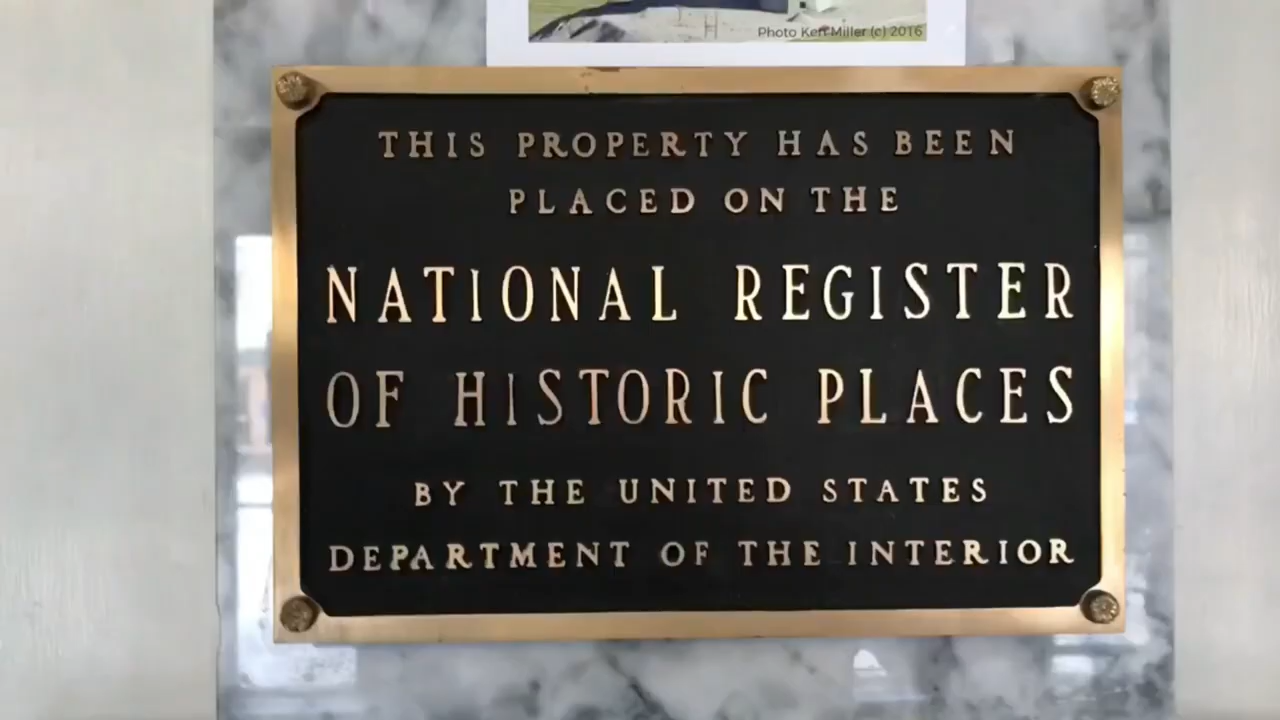 Photo Ken Miller (c) 2016
THIS PROPERTY HAS BEEN
PLACED ON THE
NATIONAL REGISTER
OF HISTORIC PLACES
BY THE UNITED STATES
DEPARTMENT OF THE INTERIOR